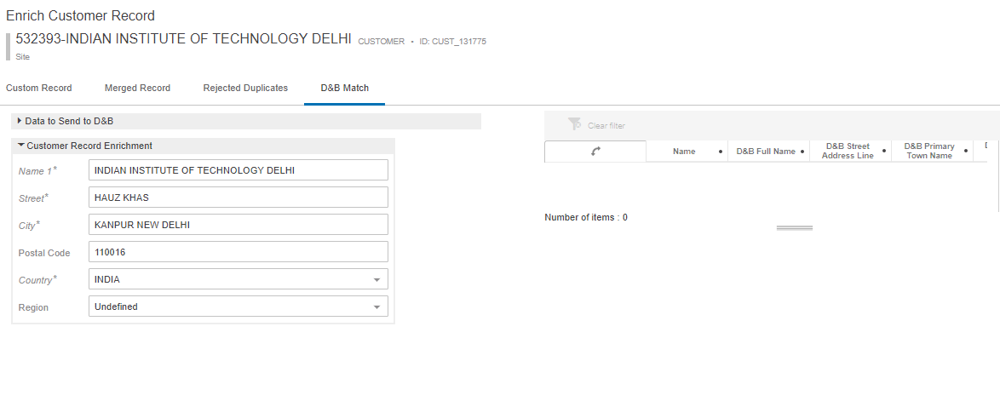 Enrich Customer Record
532393-INDIAN INSTITUTE OF TECHNOLOGY DELHI CUSTOMER • ID: CUST_131775
Site
Custom Record Merged Record Rejected Duplicates D&B Match
Data to Send to D&B
Customer Record Enrichment
Name 1* INDIAN INSTITUTE OF TECHNOLOGY DELHI
Street* HAUZ KHAS
City* KANPUR NEW DELHI
Postal Code 110016
Country* INDIA
Region Undefined
Clear filter
Name • D&B Full Name • D&B Street Address Line • D&B Primary Town Name •
Number of items : 0